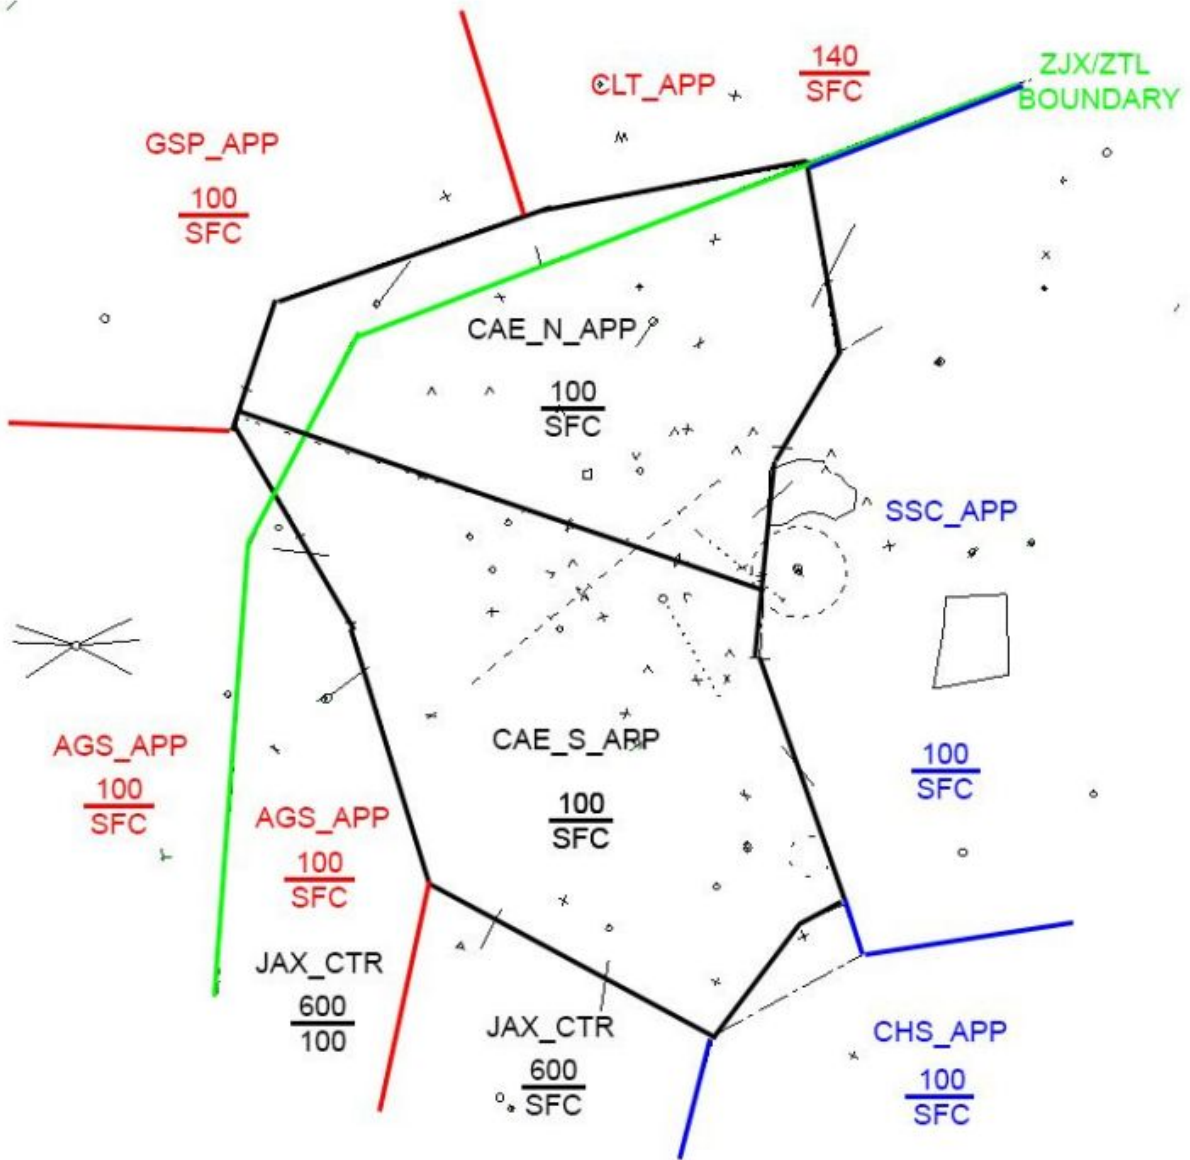 140
SFC
ZJX/ZTL
BOUNDARY
CLT_APP
GSP_APP
100
SFC
CAE_N_APP
100
SFC
SSC_APP
100
SFC
CAE_S_APP
100
SFC
AGS_APP
100
SFC
AGS_APP
100
SFC
JAX_CTR
600
100
JAX_CTR
600
SFC
CHS_APP
100
SFC